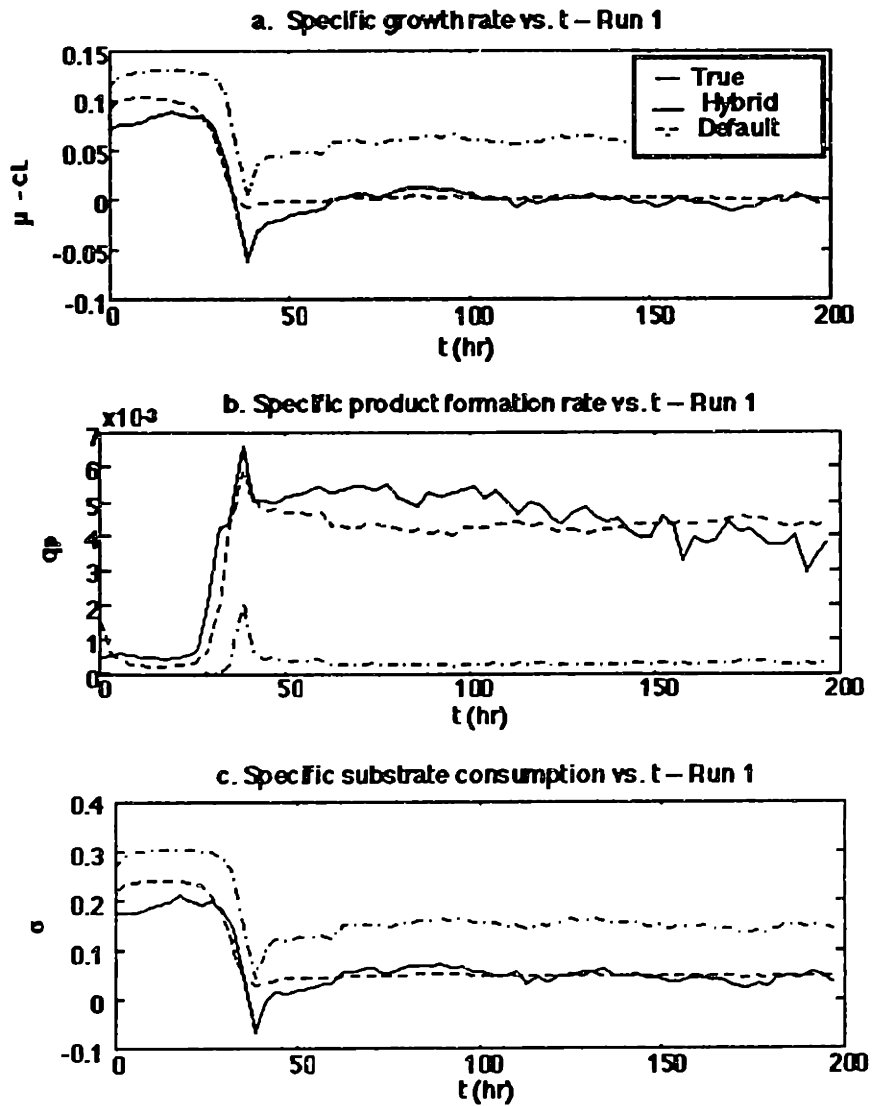 a. Specific growth rate vs. t – Run 1
0.15
0.1
0.05
0
-0.05
-0.1
μ - cL
True
Hybrid
Default
0 50 100 150 200
t (hr)
b. Specific product formation rate vs. t – Run 1
x10-3
7
6
5
4
3
2
1
0
qp
0 50 100 150 200
t (hr)
c. Specific substrate consumption vs. t – Run 1
0.4
0.3
0.2
0.1
0
-0.1
σ
0 50 100 150 200
t (hr)